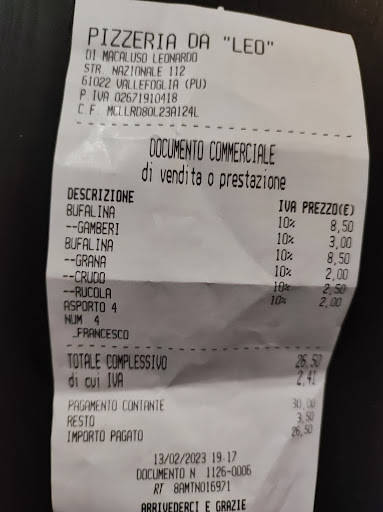 PIZZERIA DA "LEO"
DI MACALUSO LEONARDO
STR. NAZIONALE 112
61022 VALLEFOGLIA (PU)
P.IVA 02671910418
C.F. MCLLRD80L23A124L
DOCUMENTO COMMERCIALE
di vendita o prestazione
DESCRIZIONE IVA PREZZO(€)
BUFALINA 10% 8,50
--GAMBERI 10% 3,00
BUFALINA 10% 8,50
--GRANA 10% 2,00
--CRUDO 10% 2,50
--RUCOLA 10% 2,00
ASPORTO 4
NUM 4
_FRANCESCO
TOTALE COMPLESSIVO 26,50
di cui IVA 2,41
PAGAMENTO CONTANTE 30,00
RESTO 3,50
IMPORTO PAGATO 26,50
13/02/2023 19.17
DOCUMENTO N. 1126-0006
RT 8AMTN016971
ARRIVEDERCI E GRAZIE